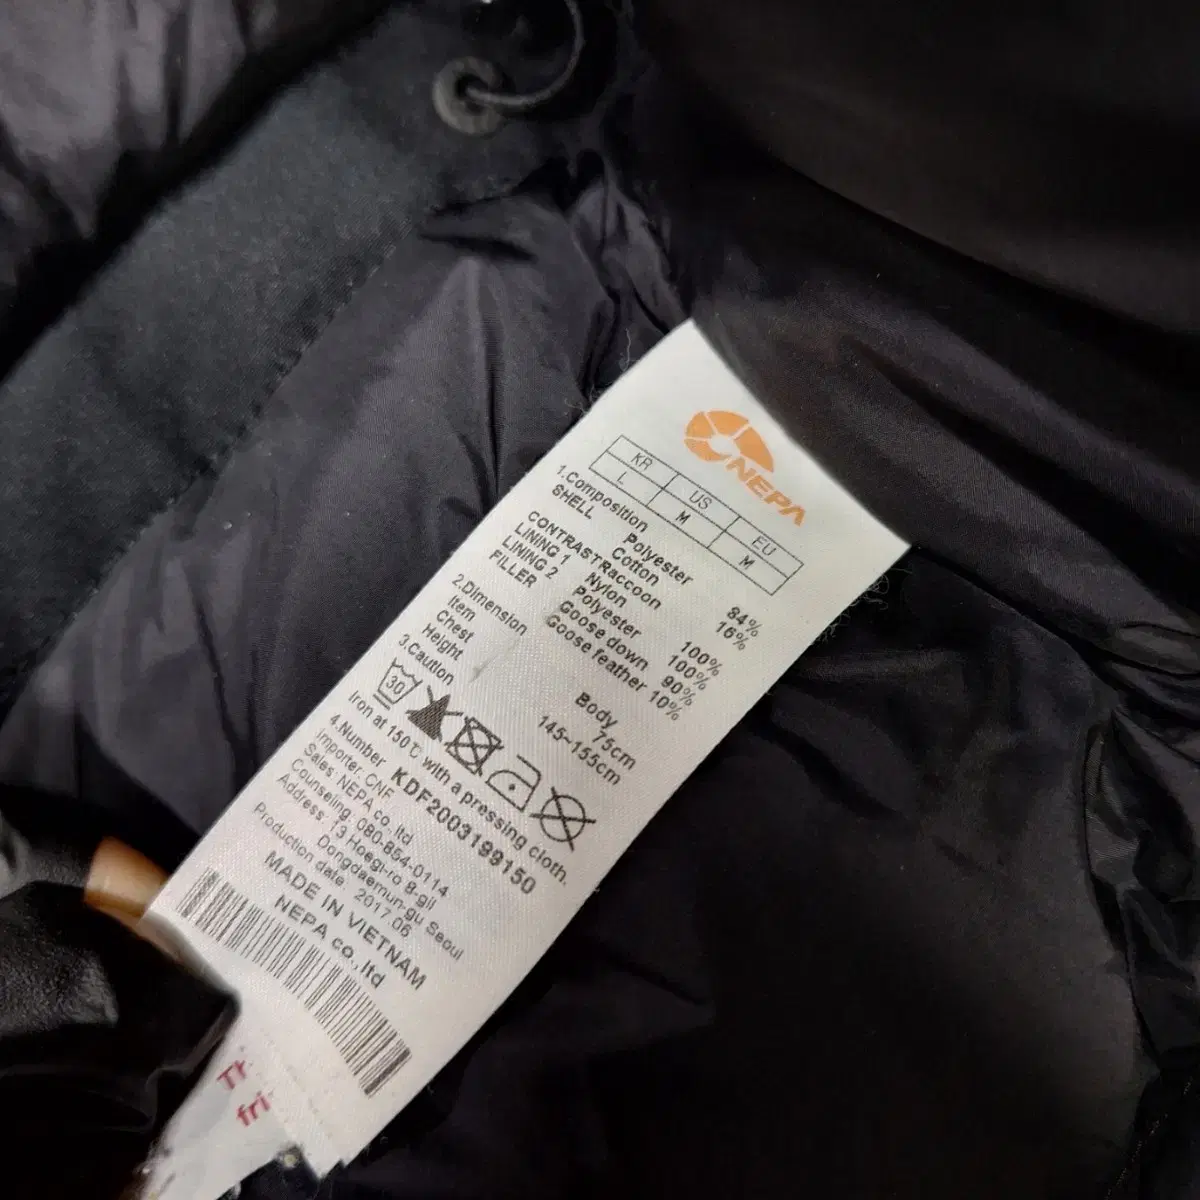 NEPA
KR US EU
L M M
1.Composition
SHELL Polyester 84%
Cotton 16%
CONTRAST Raccoon
LINING 1 Nylon 100%
LINING 2 Polyester 100%
FILLER Goose down 90%
Goose feather 10%
2.Dimension
Item Body
Chest 75cm
Height 145~155cm
3.Caution
30
Iron at 150℃ with a pressing cloth.
4.Number KDF2003199150
Importer: CNF
Sales: NEPA co.,ltd
Counseling: 080-854-0114
Address: 13 Hoegi-ro 8-gil
Dongdaemun-gu Seoul
Production date: 2017.06
MADE IN VIETNAM
NEPA co.,ltd